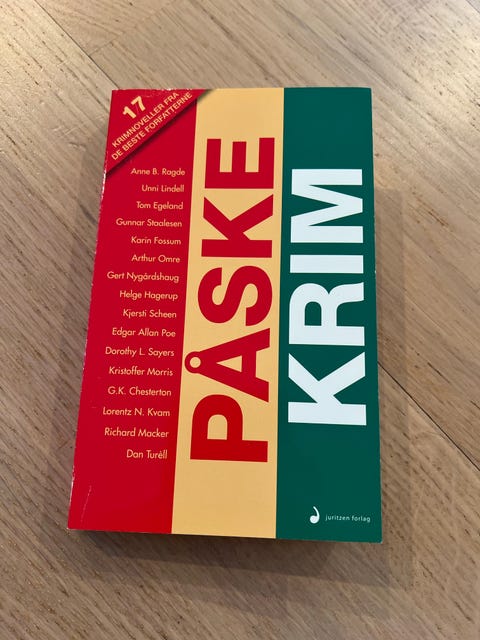 17
KRIMNOVELLER FRA
DE BESTE FORFATTERNE
Anne B. Ragde
Unni Lindell
Tom Egeland
Gunnar Staalesen
Karin Fossum
Arthur Omre
Gert Nygårdshaug
Helge Hagerup
Kjersti Scheen
Edgar Allan Poe
Dorothy L. Sayers
Kristoffer Morris
G.K. Chesterton
Lorentz N. Kvam
Richard Macker
Dan Turéll
PÅSKE
KRIM
juritzen forlag